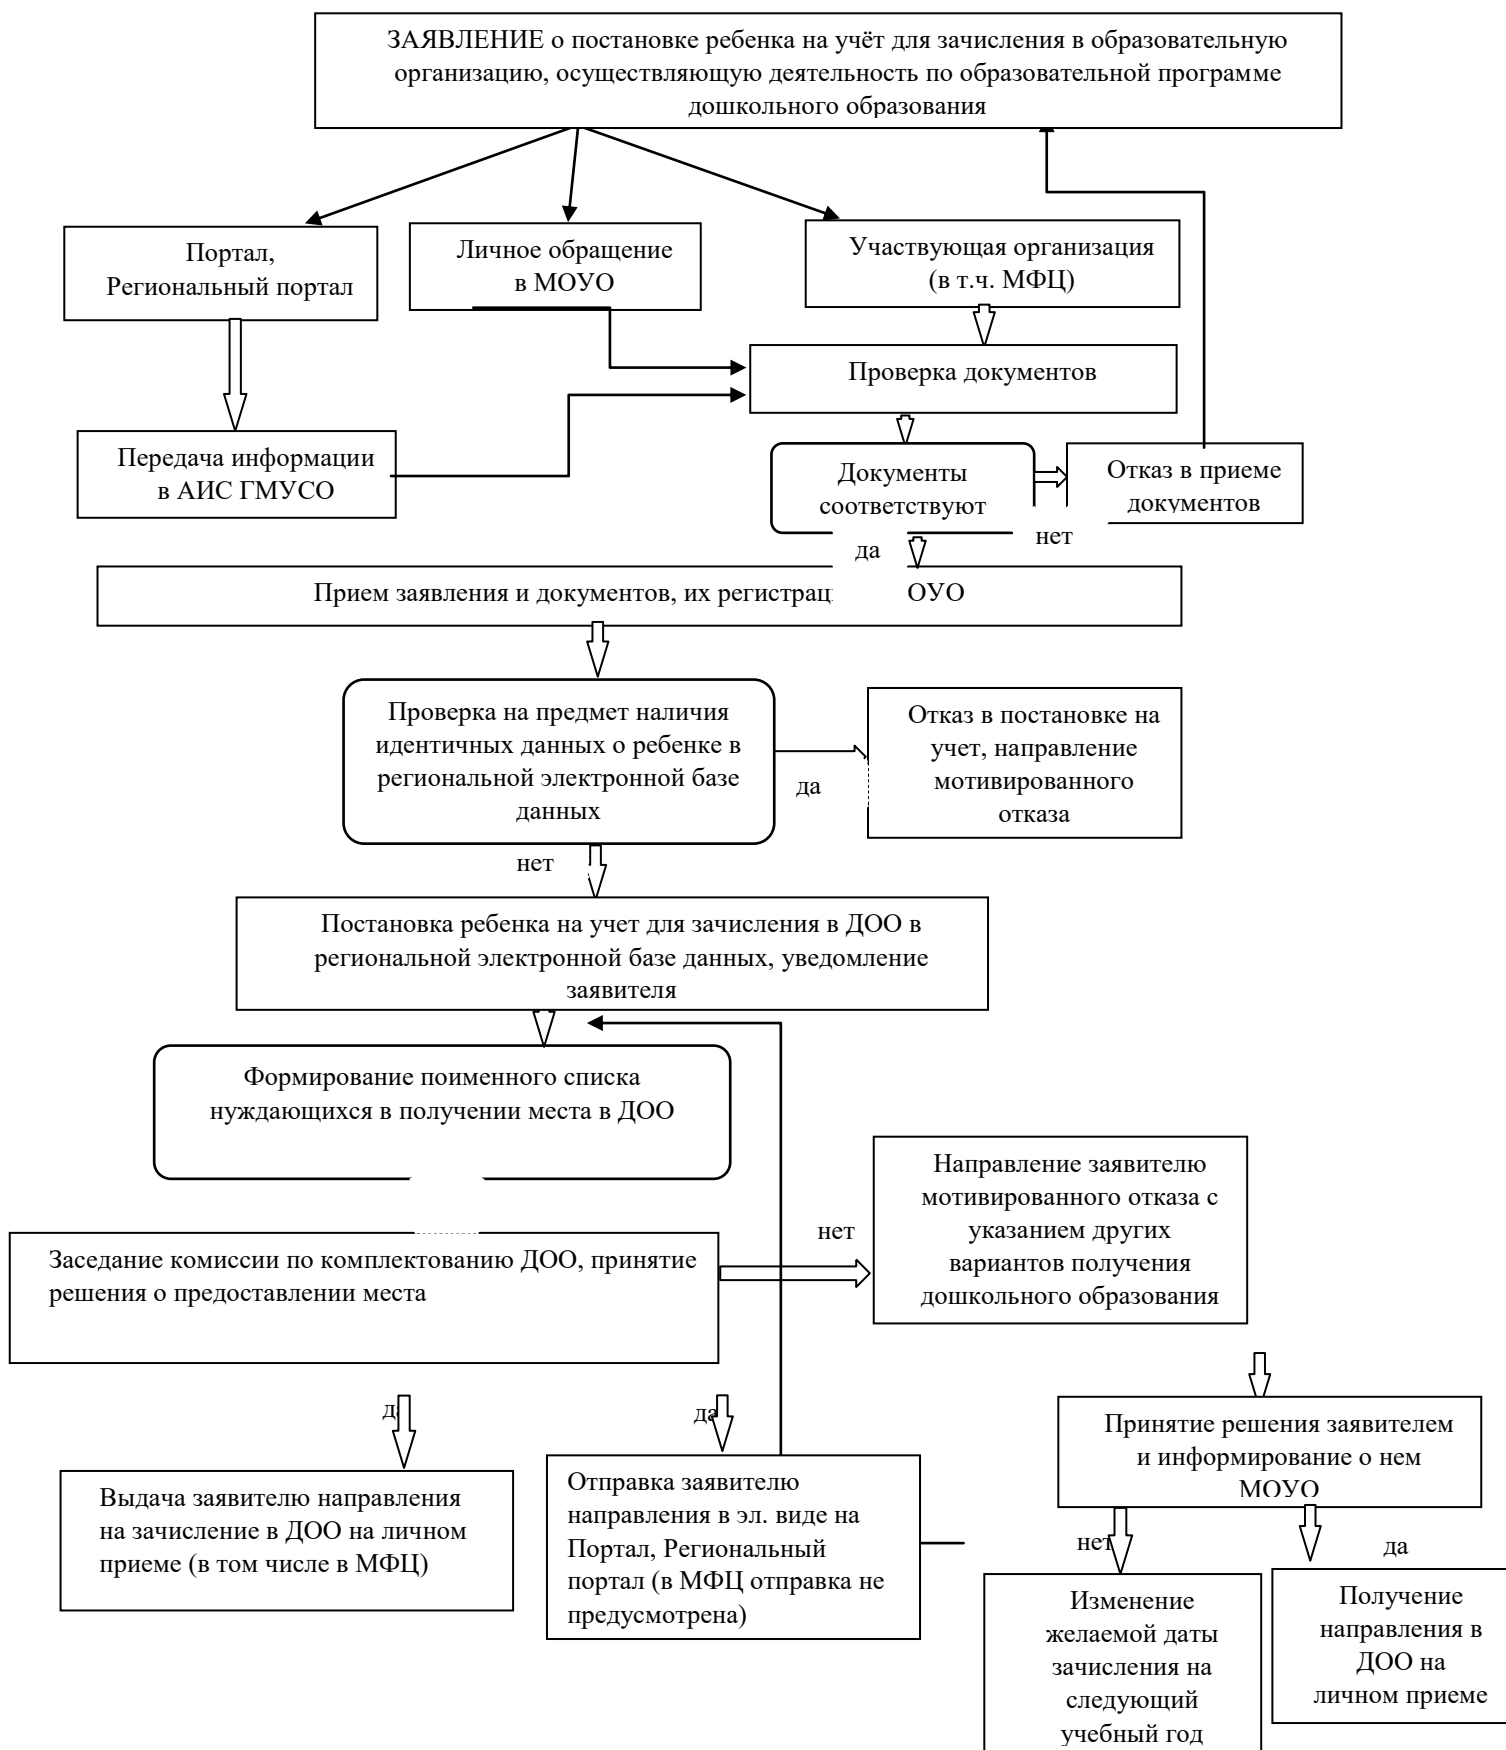 ЗАЯВЛЕНИЕ о постановке ребенка на учёт для зачисления в образовательную
организацию, осуществляющую деятельность по образовательной программе
дошкольного образования
Портал,
Региональный портал
Личное обращение
в МОУО
Участвующая организация
(в т.ч. МФЦ)
Проверка документов
Передача информации
в АИС ГМУСО
Документы
соответствуют
Отказ в приеме
документов
нет
да
Прием заявления и документов, их регистрац ОУО
Проверка на предмет наличия
идентичных данных о ребенке в
региональной электронной базе
данных
да
Отказ в постановке на
учет, направление
мотивированного
отказа
нет
Постановка ребенка на учет для зачисления в ДОО в
региональной электронной базе данных, уведомление
заявителя
Формирование поименного списка
нуждающихся в получении места в ДОО
Заседание комиссии по комплектованию ДОО, принятие
решения о предоставлении места
нет
Направление заявителю
мотивированного отказа с
указанием других
вариантов получения
дошкольного образования
да
да
Принятие решения заявителем
и информирование о нем
МОУО
Выдача заявителю направления
на зачисление в ДОО на личном
приеме (в том числе в МФЦ)
Отправка заявителю
направления в эл. виде на
Портал, Региональный
портал (в МФЦ отправка не
предусмотрена)
нет
да
Изменение
желаемой даты
зачисления на
следующий
учебный год
Получение
направления в
ДОО на
личном приеме